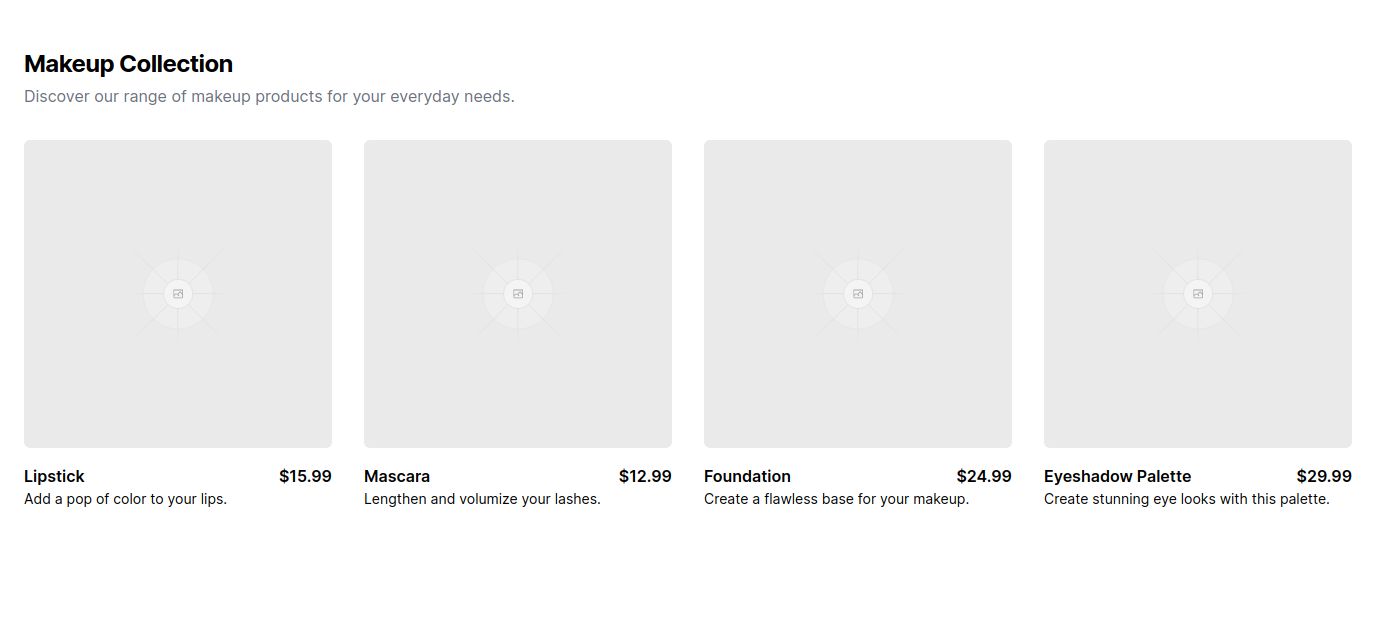 Makeup Collection
Discover our range of makeup products for your everyday needs.
Lipstick $15.99
Add a pop of color to your lips.
Mascara $12.99
Lengthen and volumize your lashes.
Foundation $24.99
Create a flawless base for your makeup.
Eyeshadow Palette $29.99
Create stunning eye looks with this palette.